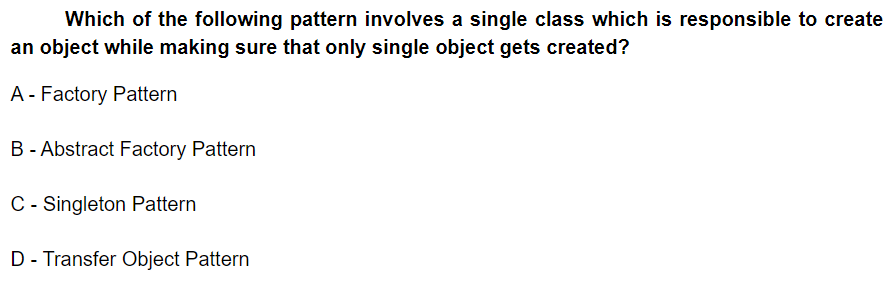 Which of the following pattern involves a single class which is responsible to create
an object while making sure that only single object gets created?
A - Factory Pattern
B - Abstract Factory Pattern
C - Singleton Pattern
D - Transfer Object Pattern